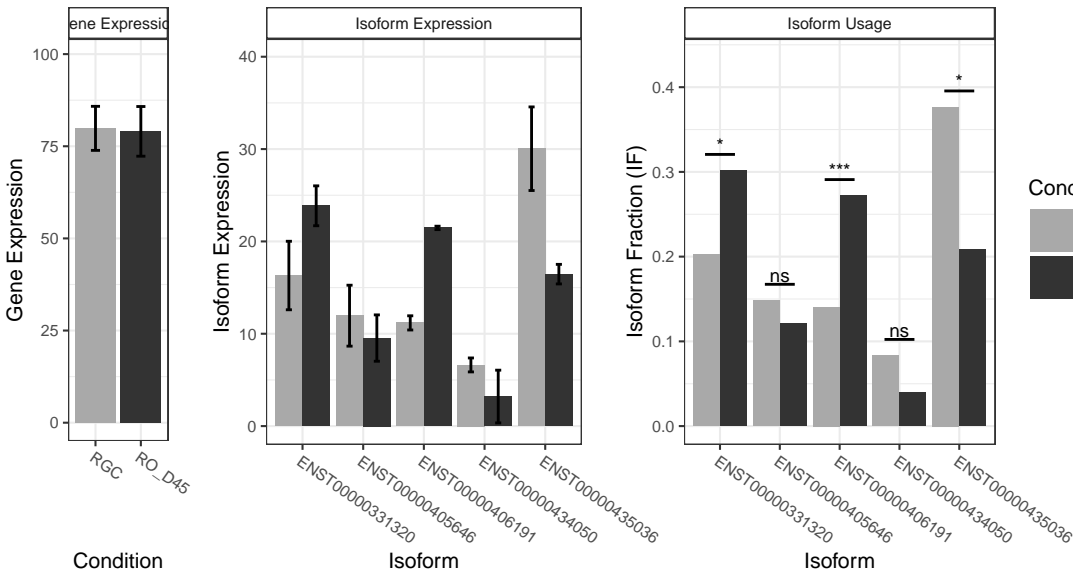 ene Expressio
Isoform Expression
Isoform Usage
Gene Expression
100
75
50
25
0
RGC
RO_D45
Condition
Isoform Expression
40
30
20
10
0
ENST00000331320
ENST00000405646
ENST00000406191
ENST00000434050
ENST00000435036
Isoform
Isoform Fraction (IF)
0.4
0.3
0.2
0.1
0.0
*
ns
***
ns
*
ENST00000331320
ENST00000405646
ENST00000406191
ENST00000434050
ENST00000435036
Isoform
Cond